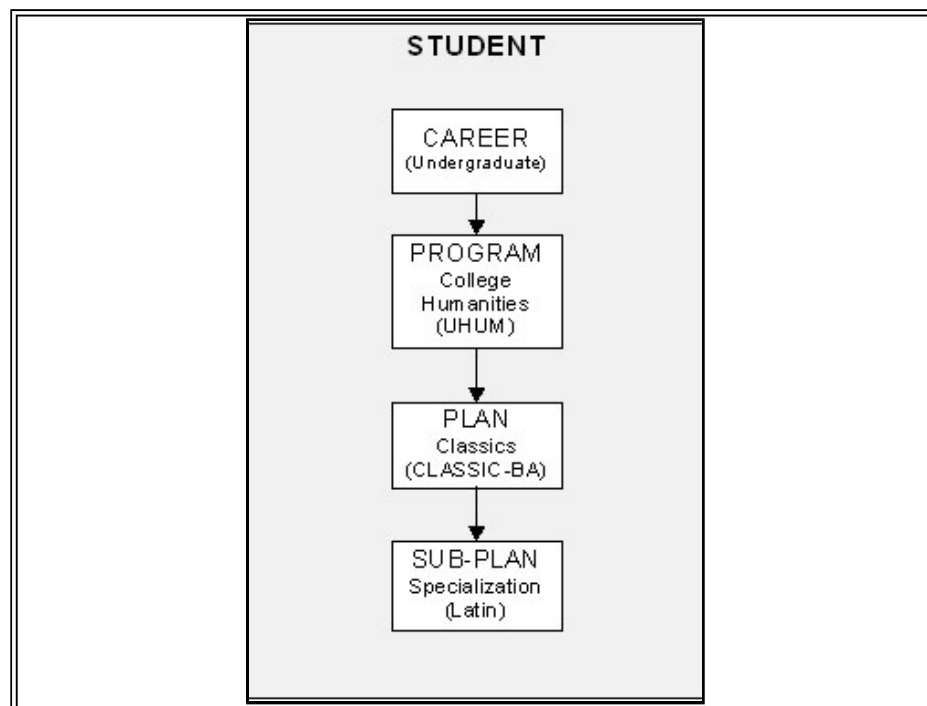 STUDENT
CAREER
(Undergraduate)
PROGRAM
College
Humanities
(UHUM)
PLAN
Classics
(CLASSIC-BA)
SUB-PLAN
Specialization
(Latin)